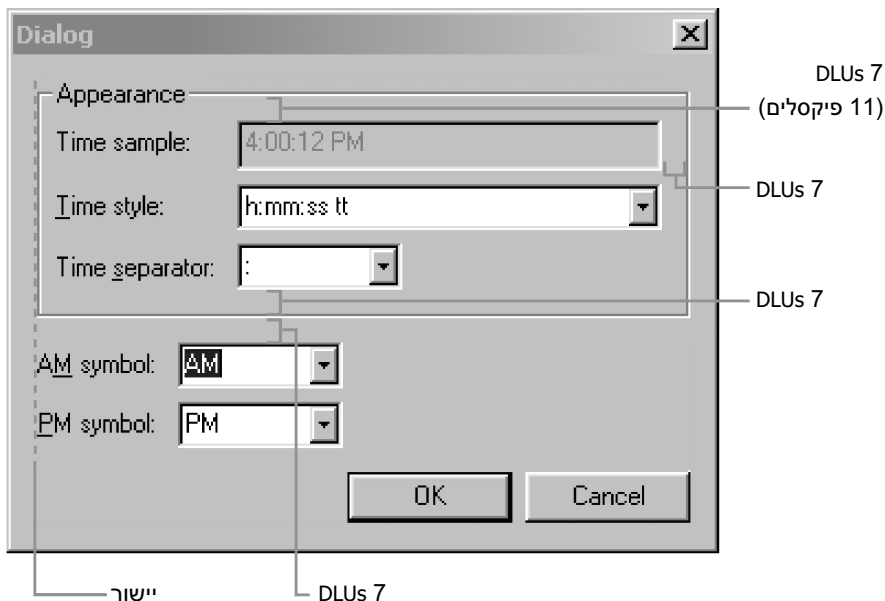 Dialog
DLUs 7
Appearance
(11 פיקסלים)
Time sample: 4:00:12 PM
DLUs 7
Time style: h:mm:ss tt
Time separator: :
DLUs 7
AM symbol: AM
PM symbol: PM
OK Cancel
יישור
DLUs 7